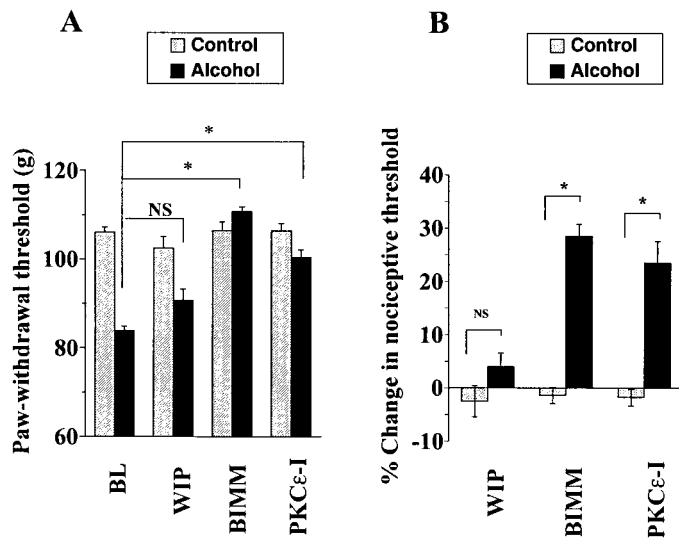 A
Control
Alcohol
Paw-withdrawal threshold (g)
120
100
80
60
*
*
NS
BL
WIP
BIMM
PKCε-I
B
Control
Alcohol
% Change in nociceptive threshold
40
30
20
10
0
-10
NS
*
*
WIP
BIMM
PKCε-I